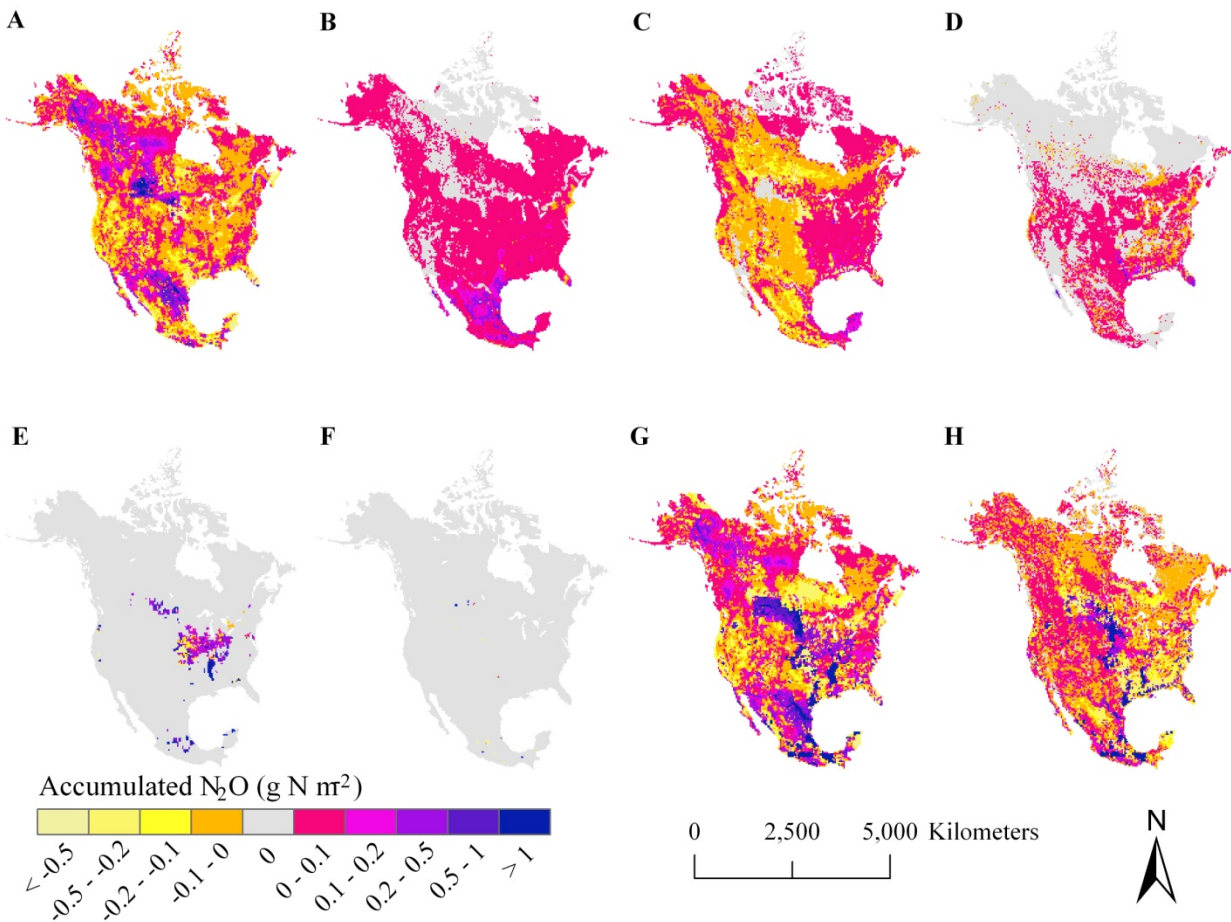 A B C D
E F G H
Accumulated N₂O (g N m⁻²)
< -0.5 -0.5 - -0.2 -0.2 - -0.1 -0.1 - 0 0 0 - 0.1 0.1 - 0.2 0.2 - 0.5 0.5 - 1 > 1
0 2,500 5,000 Kilometers
N